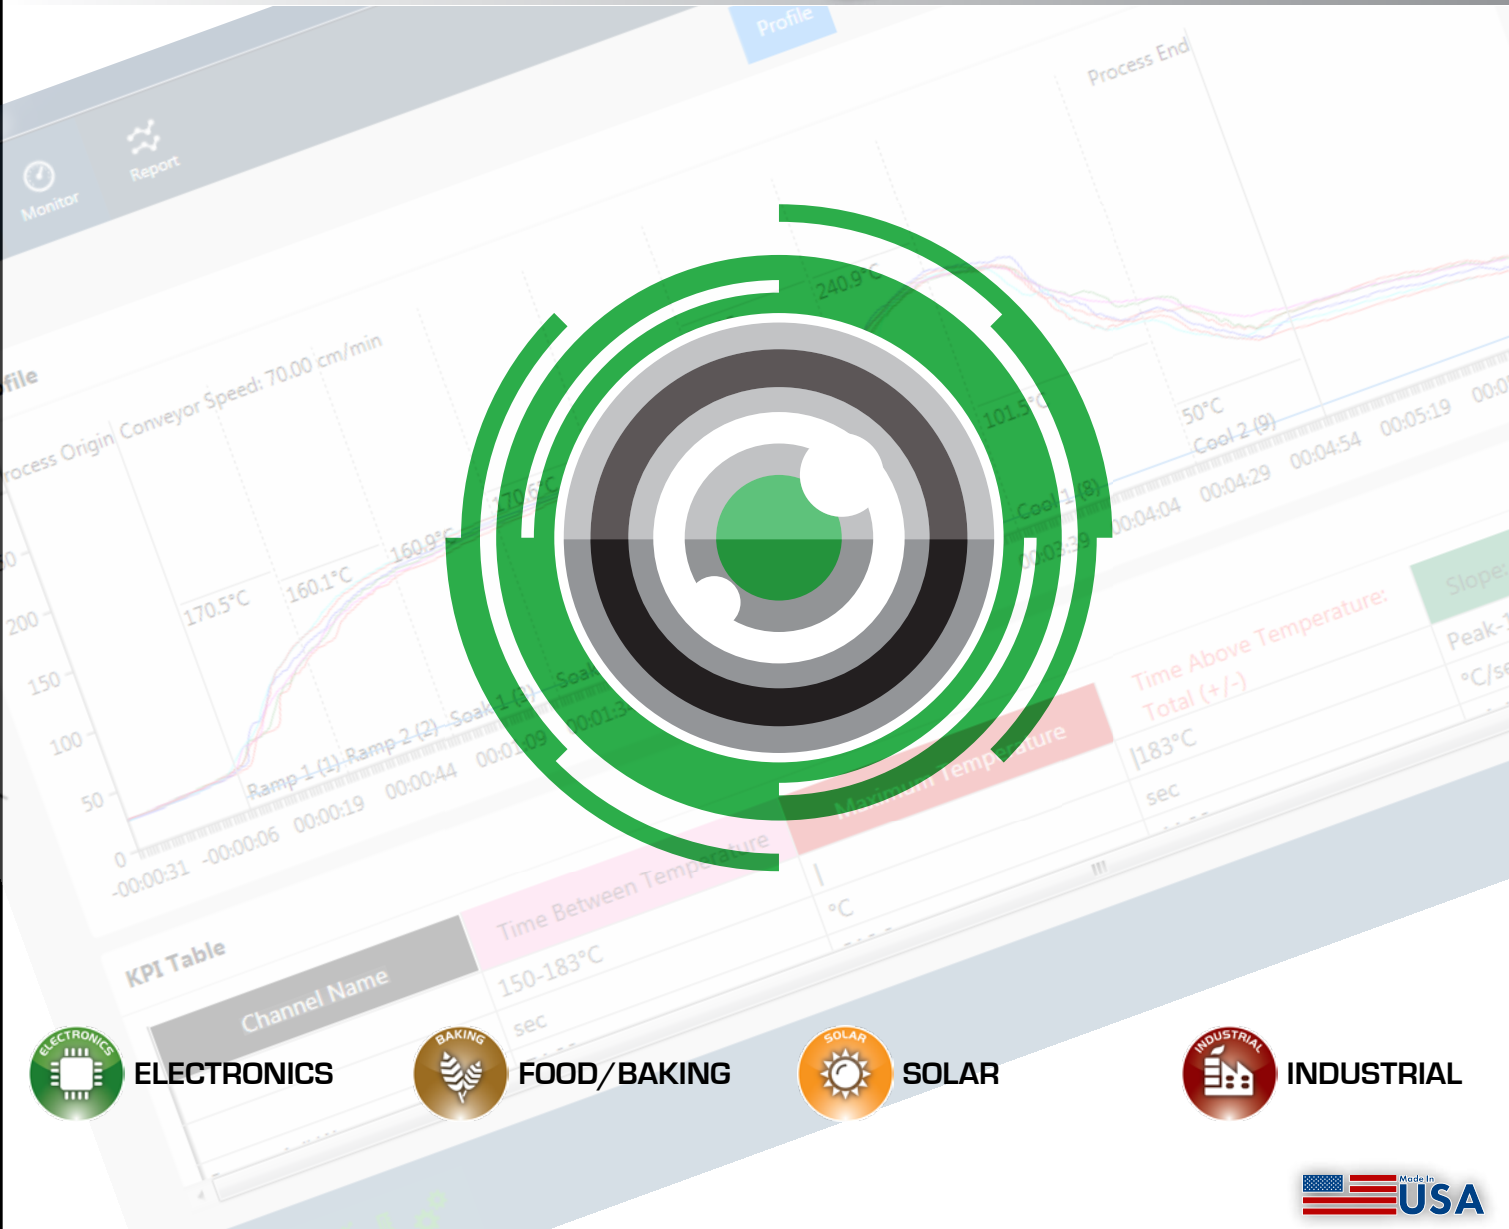 Profile
Process End
Monitor
Report
240.9°C
Process Origin
Conveyor Speed: 70.00 cm/min
170.6°C
160.9°C
160.1°C
170.5°C
101.5°C
50°C
Cool 1 (8)
Cool 2 (9)
200
150
100
50
0
Ramp 1 (1)
Ramp 2 (2)
Soak 1 (3)
-00:00:31
-00:00:06
00:00:19
00:00:44
00:01:09
00:03:39
00:04:04
00:04:29
00:04:54
00:05:19
KPI Table
Channel Name
Time Between Temperature
150-183°C
sec
Maximum Temperature
°C
Time Above Temperature:
Total (+/-)
183°C
sec
Slope:
ELECTRONICS
ELECTRONICS
BAKING
FOOD/BAKING
SOLAR
SOLAR
INDUSTRIAL
INDUSTRIAL
Made In
USA